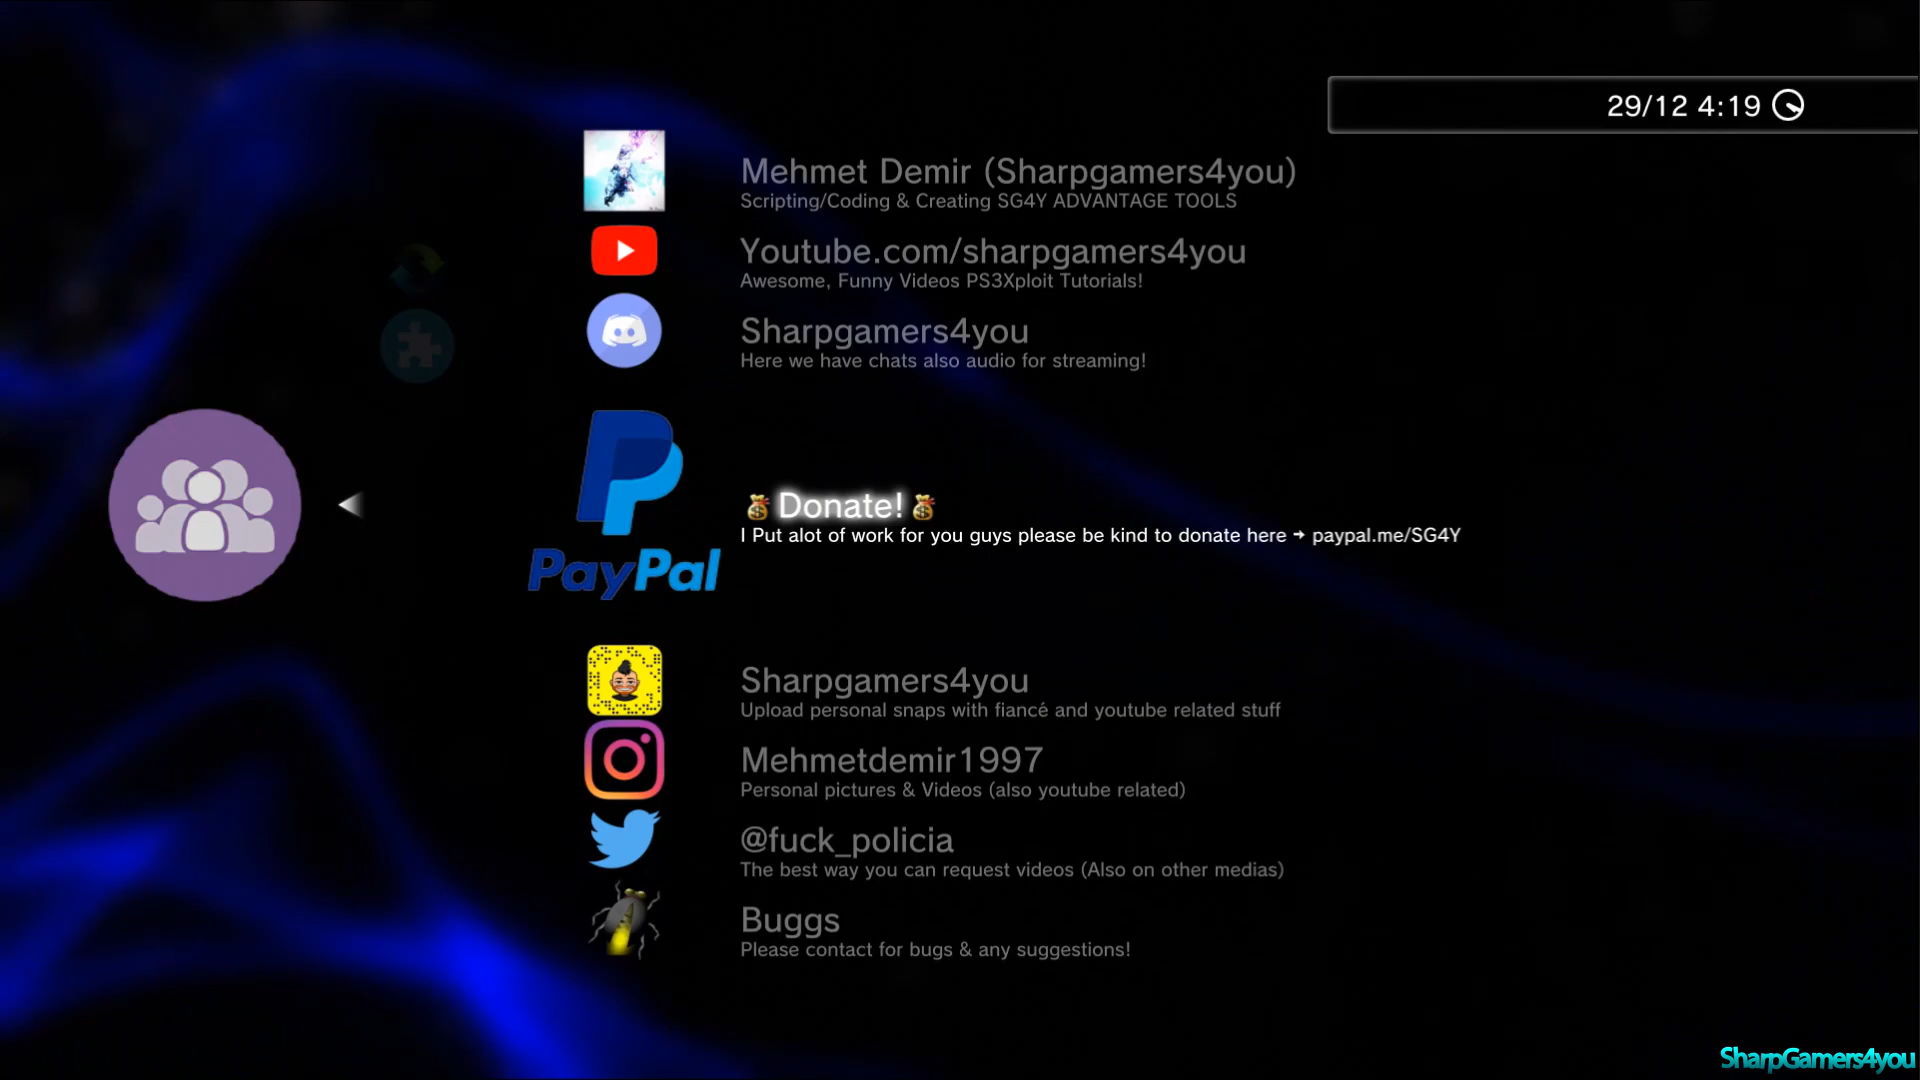 29/12 4:19
Mehmet Demir (Sharpgamers4you)
Scripting/Coding & Creating SG4Y ADVANTAGE TOOLS
Youtube.com/sharpgamers4you
Awesome, Funny Videos PS3Xploit Tutorials!
Sharpgamers4you
Here we have chats also audio for streaming!
💰Donate!💰
I Put alot of work for you guys please be kind to donate here → paypal.me/SG4Y
PayPal
Sharpgamers4you
Upload personal snaps with fiancé and youtube related stuff
Mehmetdemir1997
Personal pictures & Videos (also youtube related)
@fuck_policia
The best way you can request videos (Also on other medias)
Buggs
Please contact for bugs & any suggestions!
SharpGamers4you